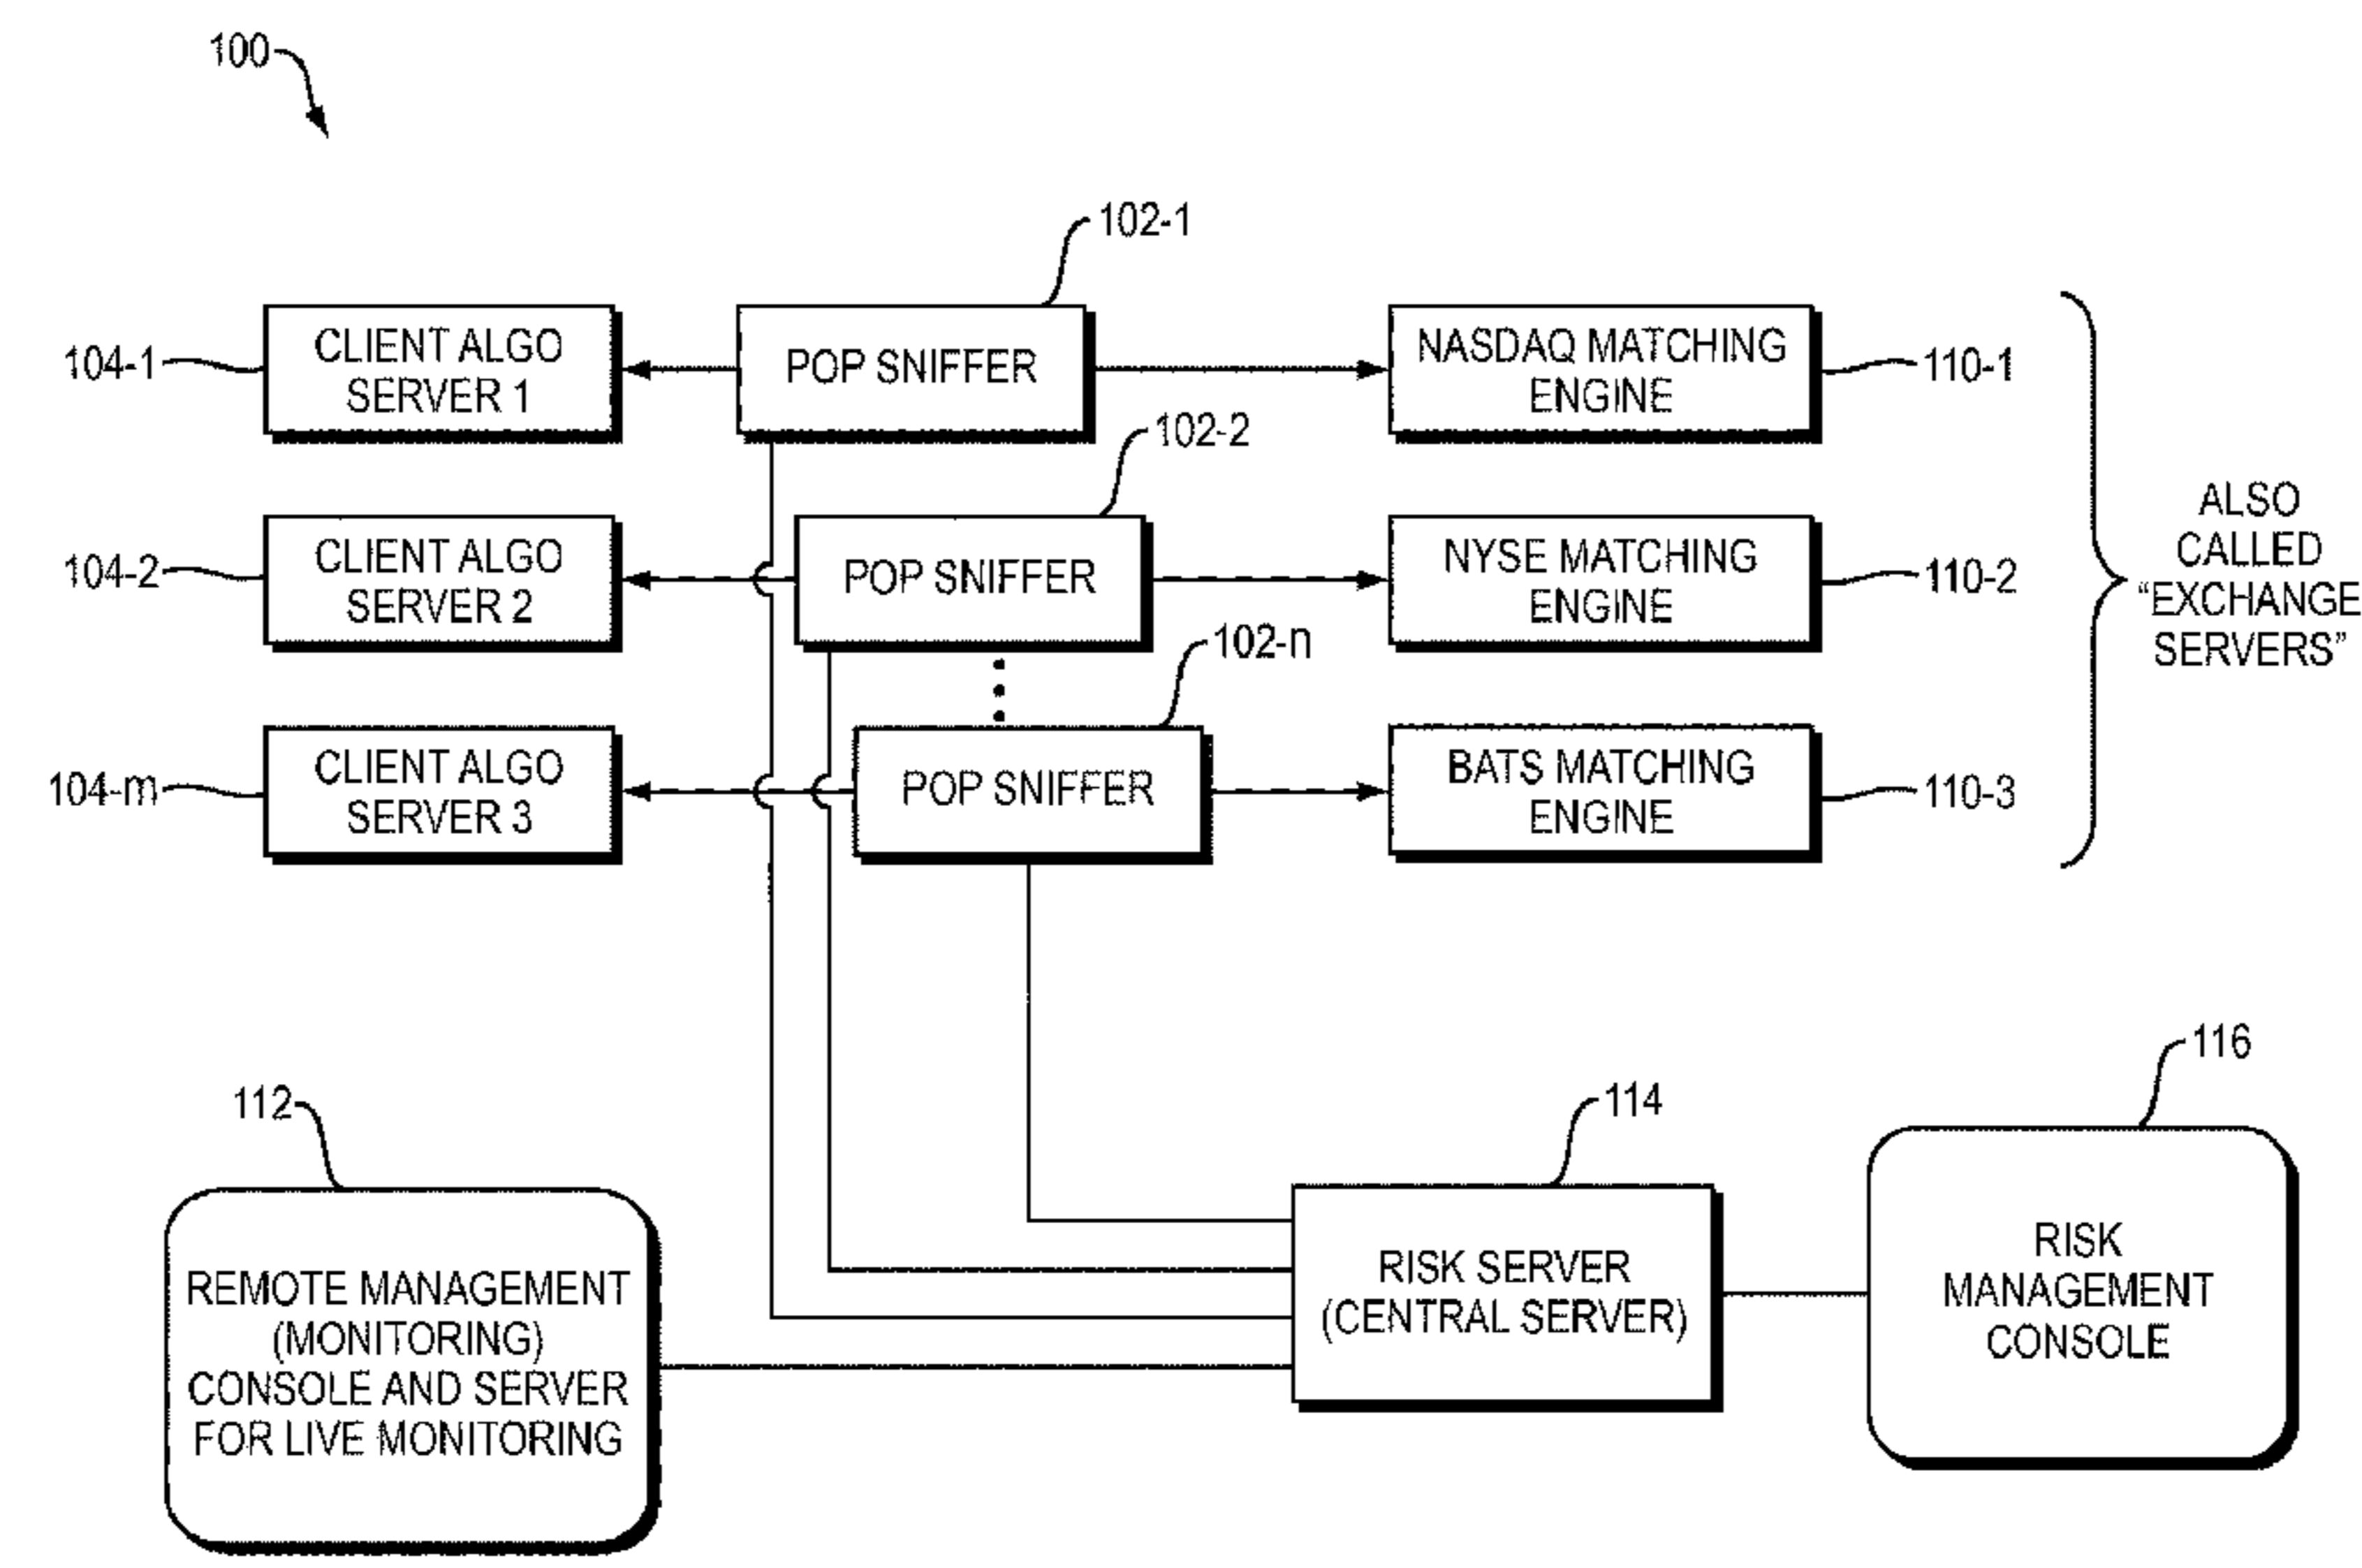 100
102-1
104-1
CLIENT ALGO
SERVER 1
POP SNIFFER
NASDAQ MATCHING
ENGINE
110-1
102-2
104-2
CLIENT ALGO
SERVER 2
POP SNIFFER
NYSE MATCHING
ENGINE
110-2
ALSO
CALLED
“EXCHANGE
SERVERS”
102-n
104-m
CLIENT ALGO
SERVER 3
POP SNIFFER
BATS MATCHING
ENGINE
110-3
112
REMOTE MANAGEMENT
(MONITORING)
CONSOLE AND SERVER
FOR LIVE MONITORING
114
RISK SERVER
(CENTRAL SERVER)
116
RISK
MANAGEMENT
CONSOLE